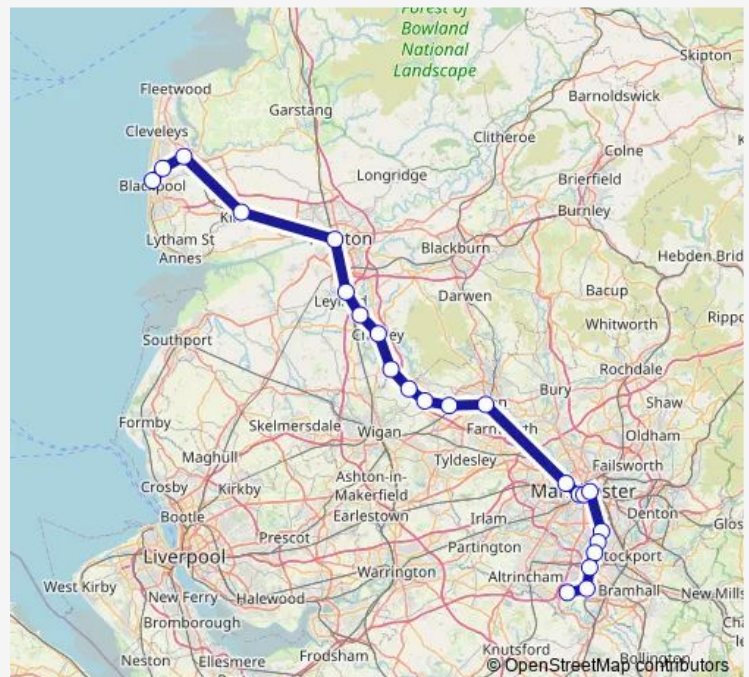 Forest of
Bowland
National
Landscape
Skipton
Fleetwood
Garstang
Barnoldswick
Cleveleys
Clitheroe
Colne
Longridge
Brierfield
Burnley
Lytham St
Annes
Blackburn
Hebden Brid
Darwen
Bacup
Whitworth
Rippo
Southport
Rochdale
Bury
Shaw
Formby
Skelmersdale
Wigan
Oldham
Maghull
Tyldesley
Failsworth
Crosby
Kirkby
Ashton-in-
Makerfield
Bootle
Earlestown
Irlam
Denton
Glos
Prescot
Partington
Liverpool
Warrington
Altrincham
West Kirby
New Ferry
Halewood
Bramhall
New Mills
Bromborough
Knutsford
Neston
Ellesmere
Frodsham
Bollington
© OpenStreetMap contributors